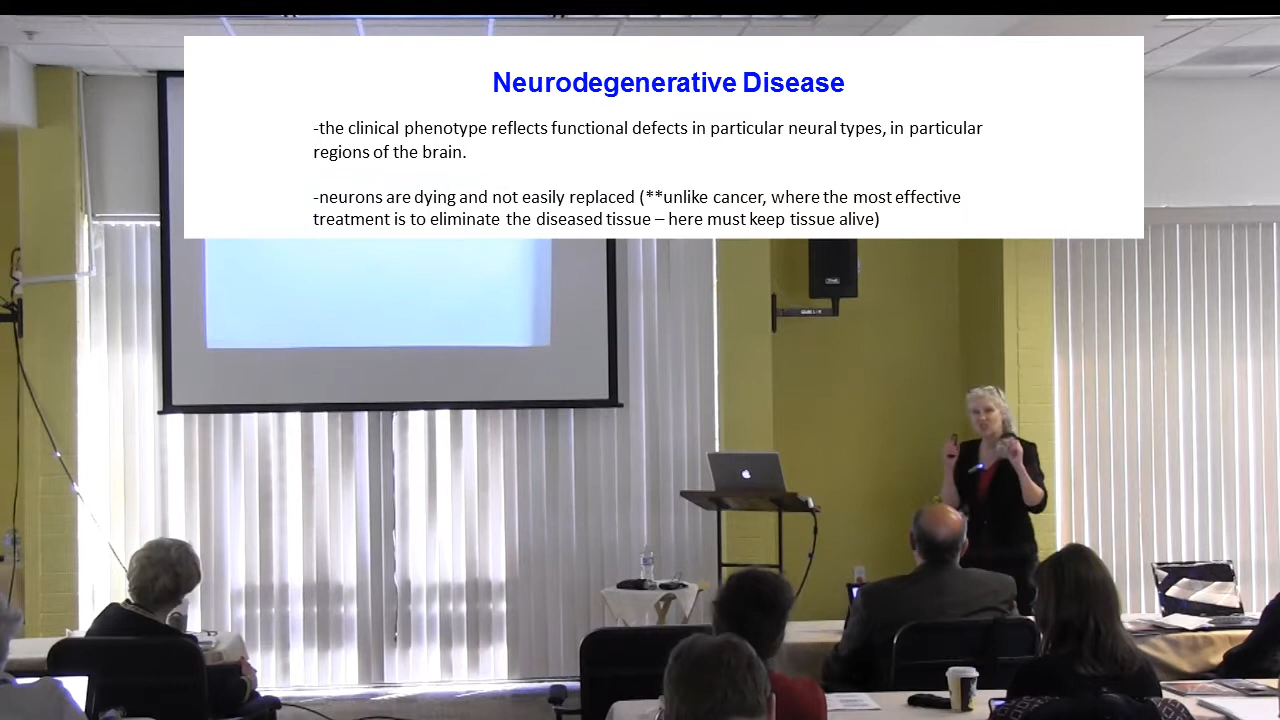 Neurodegenerative Disease
-the clinical phenotype reflects functional defects in particular neural types, in particular
regions of the brain.
-neurons are dying and not easily replaced (**unlike cancer, where the most effective
treatment is to eliminate the diseased tissue – here must keep tissue alive)